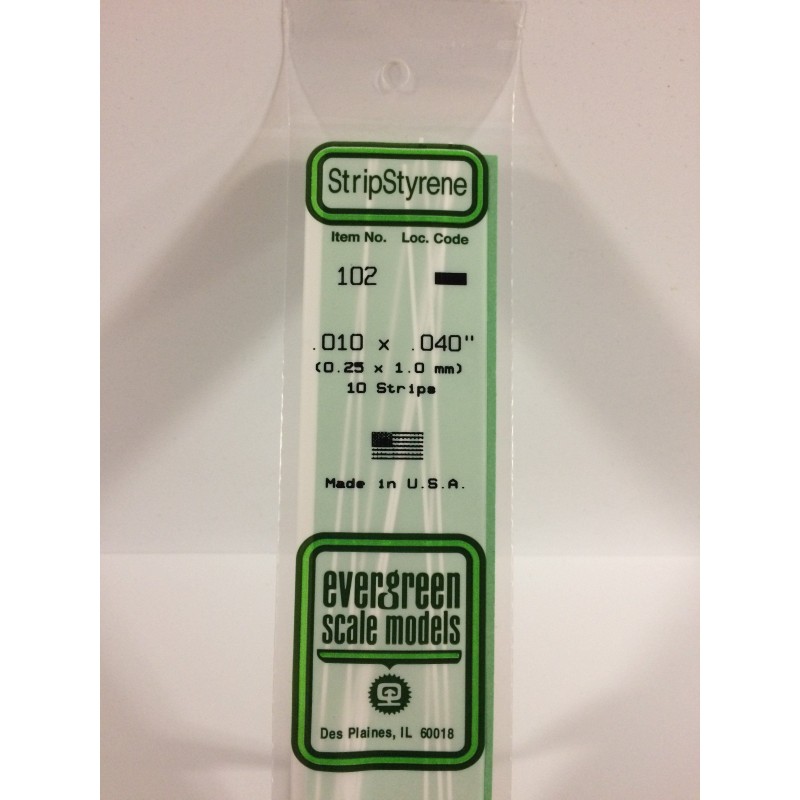 StripStyrene
Item No. Loc. Code
102
.010 x .040"
(0.25 x 1.0 mm)
10 Strips
Made in U.S.A.
evergreen
scale models
Des Plaines, IL 60018